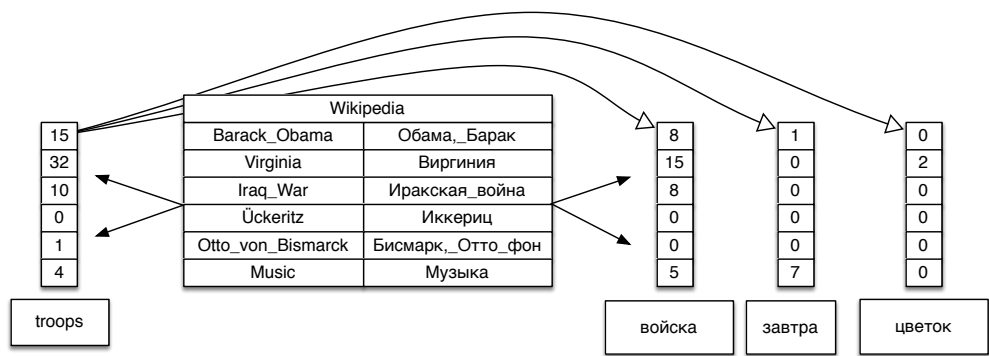 Wikipedia
15 Barack_Obama Обама,_Барак 8 1 0
32 Virginia Виргиния 15 0 2
10 Iraq_War Иракская_война 8 0 0
0 Ückeritz Иккериц 0 0 0
1 Otto_von_Bismarck Бисмарк,_Отто_фон 0 0 0
4 Music Музыка 5 7 0
troops войска завтра цветок